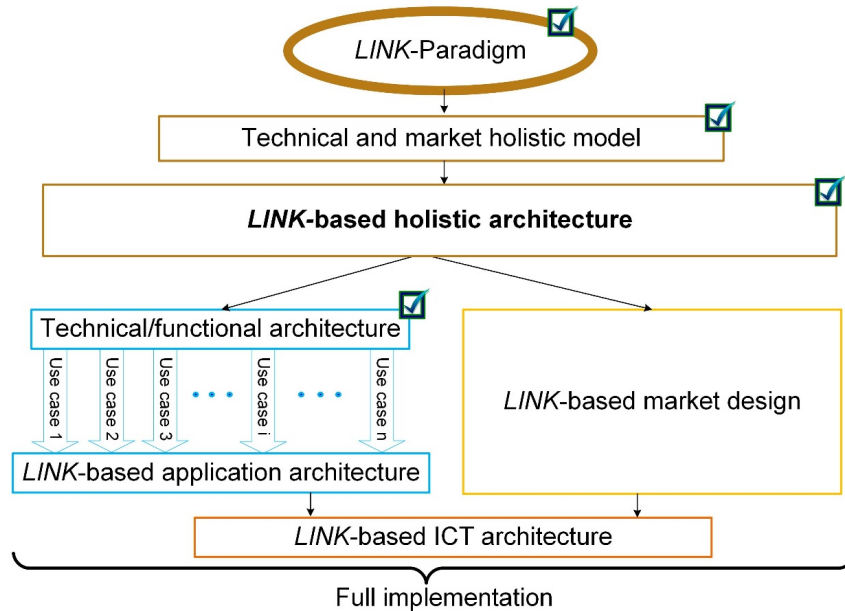 LINK-Paradigm
Technical and market holistic model
LINK-based holistic architecture
Technical/functional architecture
Use case 1
Use case 2
Use case 3
Use case i
Use case n
LINK-based market design
LINK-based application architecture
LINK-based ICT architecture
Full implementation